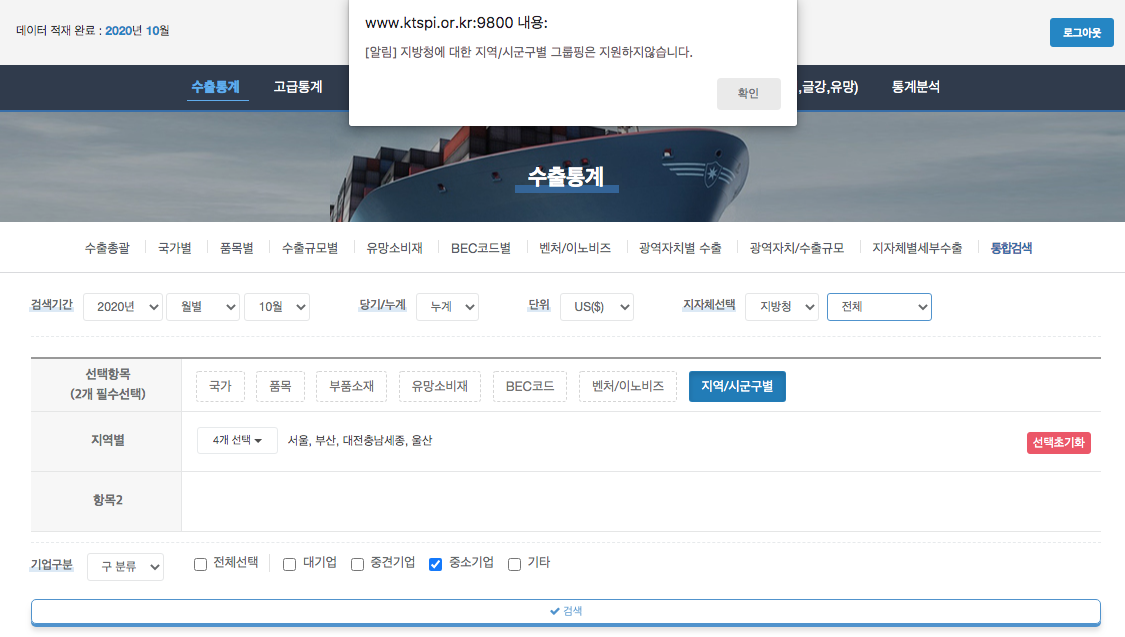 데이터 적재 완료 : 2020년 10월
www.ktspi.or.kr:9800 내용:
[알림] 지방청에 대한 지역/시군구별 그룹핑은 지원하지않습니다.
확인
로그아웃
수출통계 고급통계 ,글강,유망) 통계분석
수출통계
수출총괄 국가별 품목별 수출규모별 유망소비재 BEC코드별 벤처/이노비즈 광역자치별 수출 광역자치/수출규모 지자체별세부수출 통합검색
검색기간 2020년 월별 10월 당기/누계 누계 단위 US($) 지자체선택 지방청 전체
선택항목
(2개 필수선택)
국가 품목 부품소재 유망소비재 BEC코드 벤처/이노비즈 지역/시군구별
지역별 4개 선택 서울, 부산, 대전충남세종, 울산 선택초기화
항목2
기업구분 구 분류 전체선택 대기업 중견기업 중소기업 기타
검색